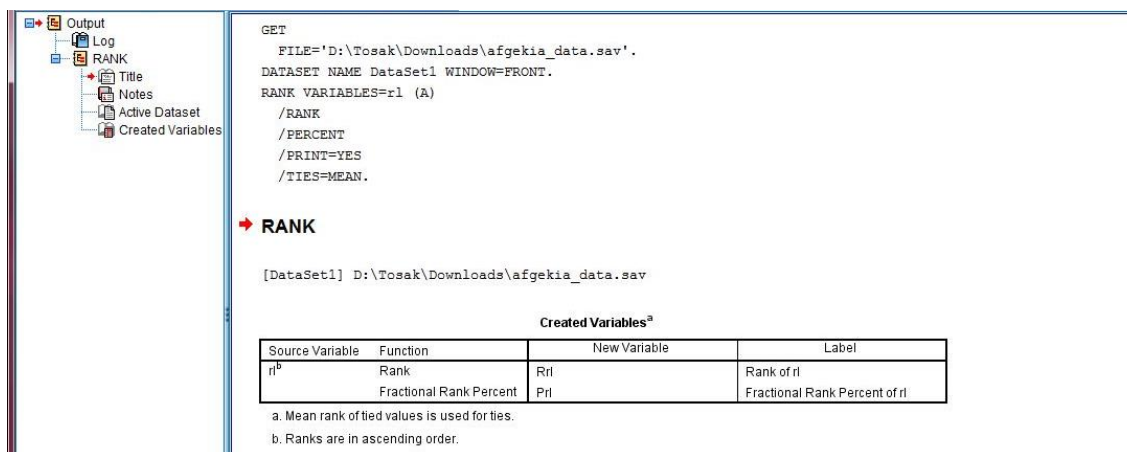 Output
Log
RANK
Title
Notes
Active Dataset
Created Variables
GET
FILE='D:\Tosak\Downloads\afgekia_data.sav'.
DATASET NAME DataSet1 WINDOW=FRONT.
RANK VARIABLES=rl (A)
/RANK
/PERCENT
/PRINT=YES
/TIES=MEAN.
RANK
[DataSet1] D:\Tosak\Downloads\afgekia_data.sav
Created Variablesa
Source Variable Function New Variable Label
rlb Rank Rrl Rank of rl
Fractional Rank Percent Prl Fractional Rank Percent of rl
a. Mean rank of tied values is used for ties.
b. Ranks are in ascending order.